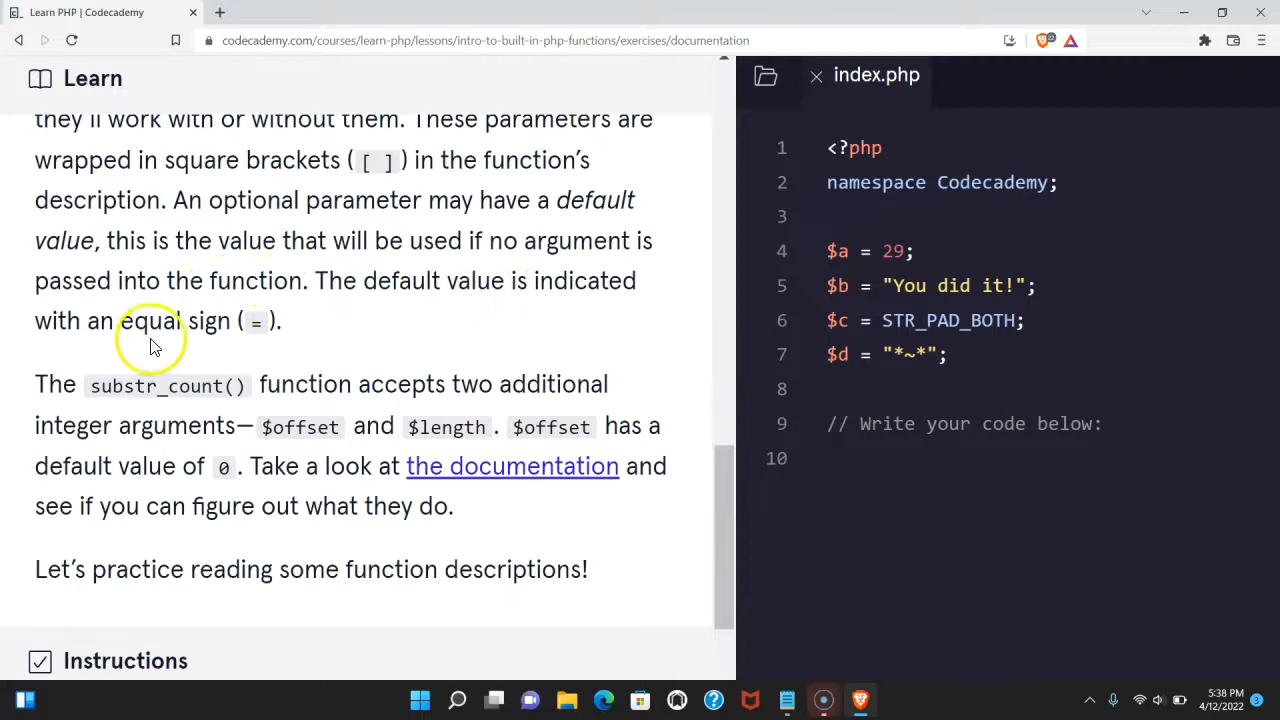 Learn PHP | Codecademy
codecademy.com/courses/learn-php/lessons/intro-to-built-in-php-functions/exercises/documentation
Learn
they'll work with or without them. These parameters are
wrapped in square brackets ( [ ] ) in the function's
description. An optional parameter may have a default
value, this is the value that will be used if no argument is
passed into the function. The default value is indicated
with an equal sign ( = ).
The substr_count() function accepts two additional
integer arguments— $offset and $length . $offset has a
default value of 0 . Take a look at the documentation and
see if you can figure out what they do.
Let's practice reading some function descriptions!
Instructions
index.php
1 <?php
2 namespace Codecademy;
3
4 $a = 29;
5 $b = "You did it!";
6 $c = STR_PAD_BOTH;
7 $d = "*~*";
8
9 // Write your code below:
10
5:38 PM
4/12/2022
3